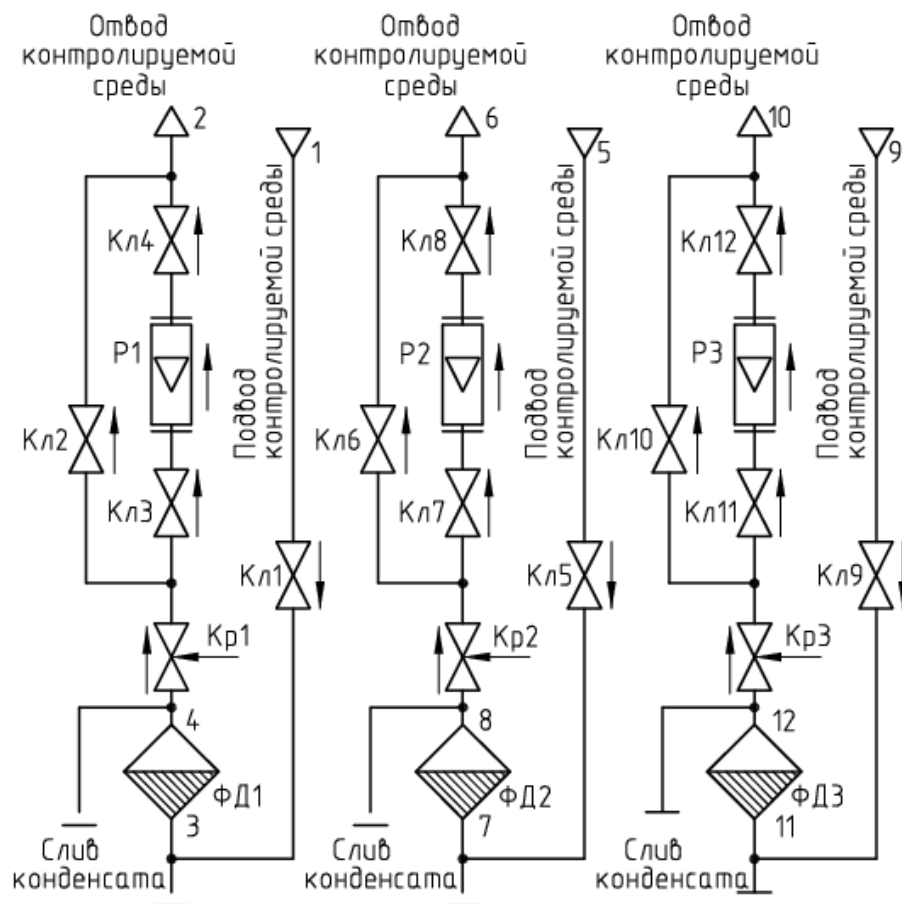 Отвод
контролируемой
среды
2
1
Подвод
контролируемой среды
Кл4
Р1
Кл2
Кл3
Кл1
Кр1
4
ФД1
3
Слив
конденсата
Отвод
контролируемой
среды
6
5
Подвод
контролируемой среды
Кл8
Р2
Кл6
Кл7
Кл5
Кр2
8
ФД2
7
Слив
конденсата
Отвод
контролируемой
среды
10
9
Подвод
контролируемой среды
Кл12
Р3
Кл10
Кл11
Кл9
Кр3
12
ФД3
11
Слив
конденсата